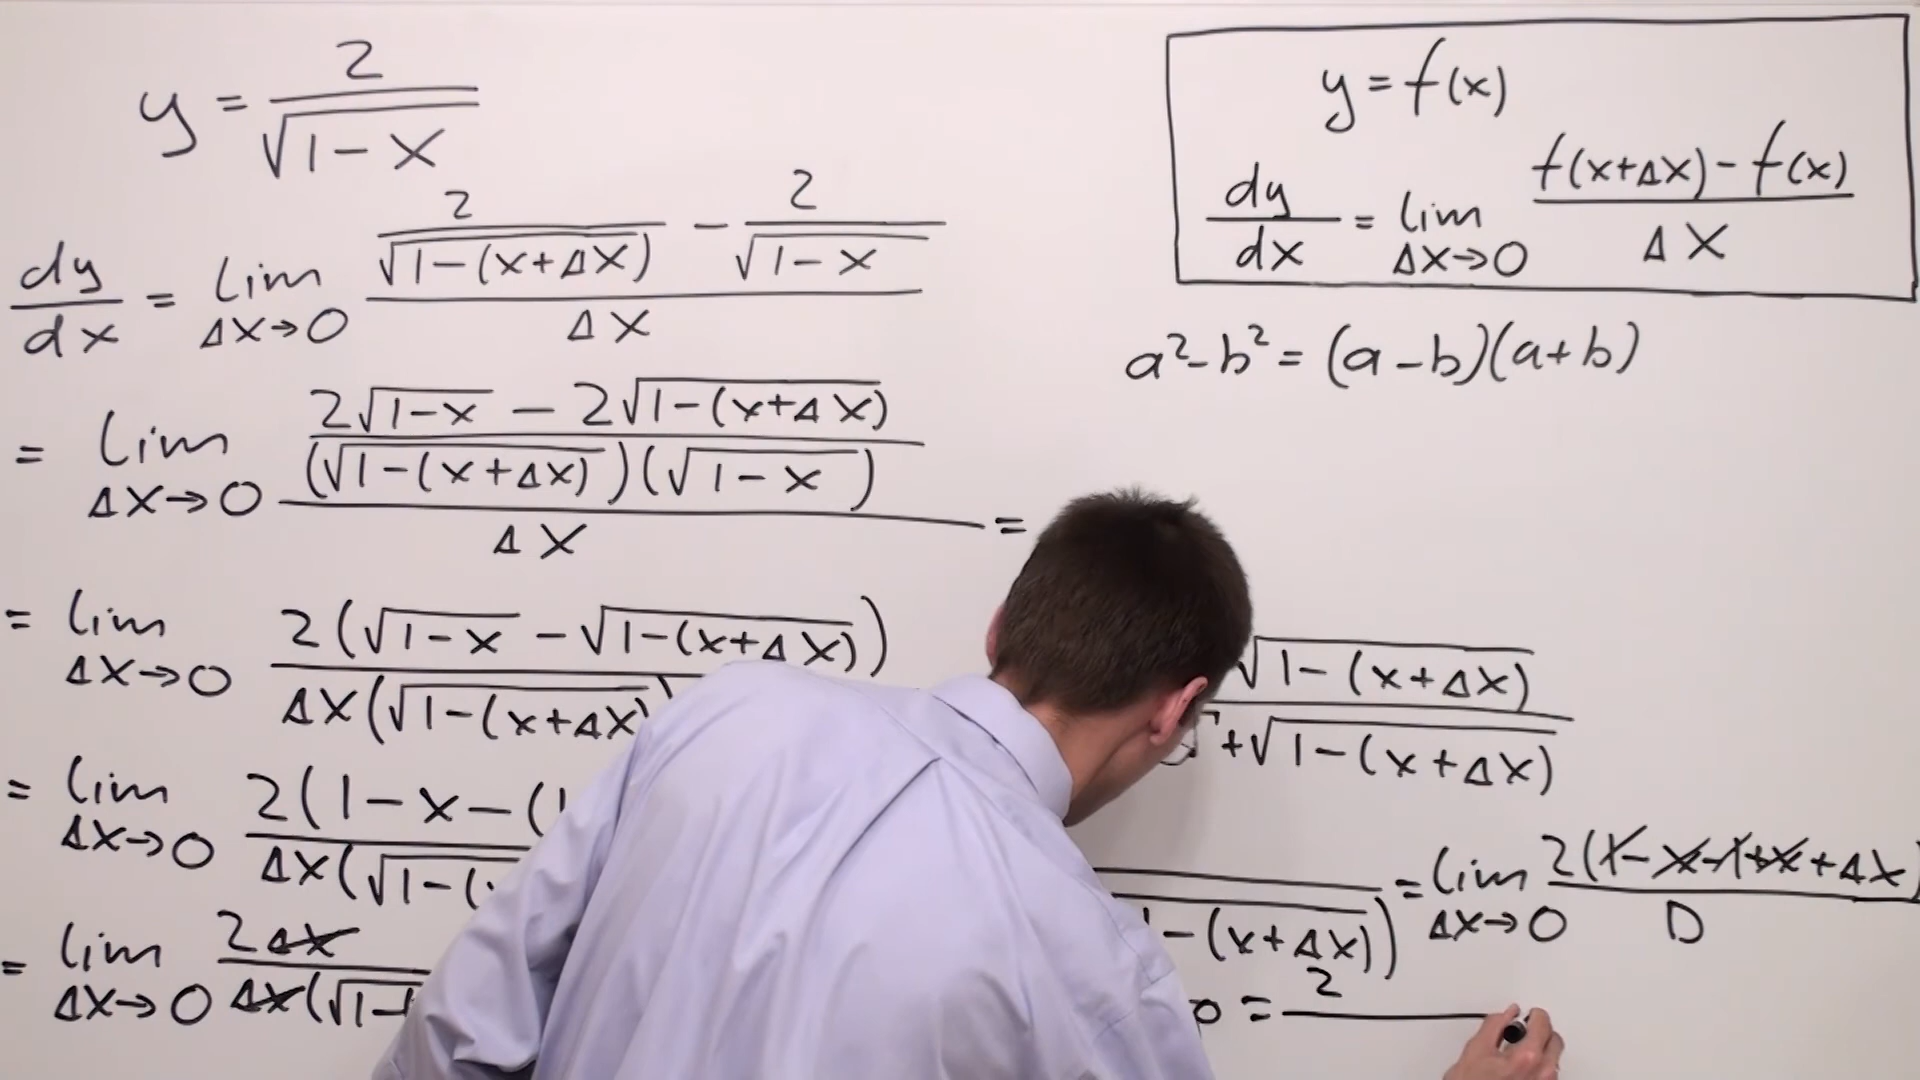 y = 2/√(1-x)
dy/dx = lim Δx→0 (2/√(1-(x+Δx)) - 2/√(1-x))/Δx
= lim Δx→0 ((2√(1-x) - 2√(1-(x+Δx)))/((√(1-(x+Δx)))(√(1-x))))/Δx =
= lim Δx→0 2(√(1-x) - √(1-(x+Δx)))/Δx(√(1-(x+Δx))
√(1-(x+Δx))/+√(1-(x+Δx))
= lim Δx→0 2(1-x-(1/Δx(√(1-(
-(x+Δx)) = lim Δx→0 2(1-x-1+x+Δx)/D
= lim Δx→0 2Δx/Δx(√(1-
= 2/
y = f(x)
dy/dx = lim Δx→0 (f(x+Δx) - f(x))/Δx
a²-b² = (a-b)(a+b)